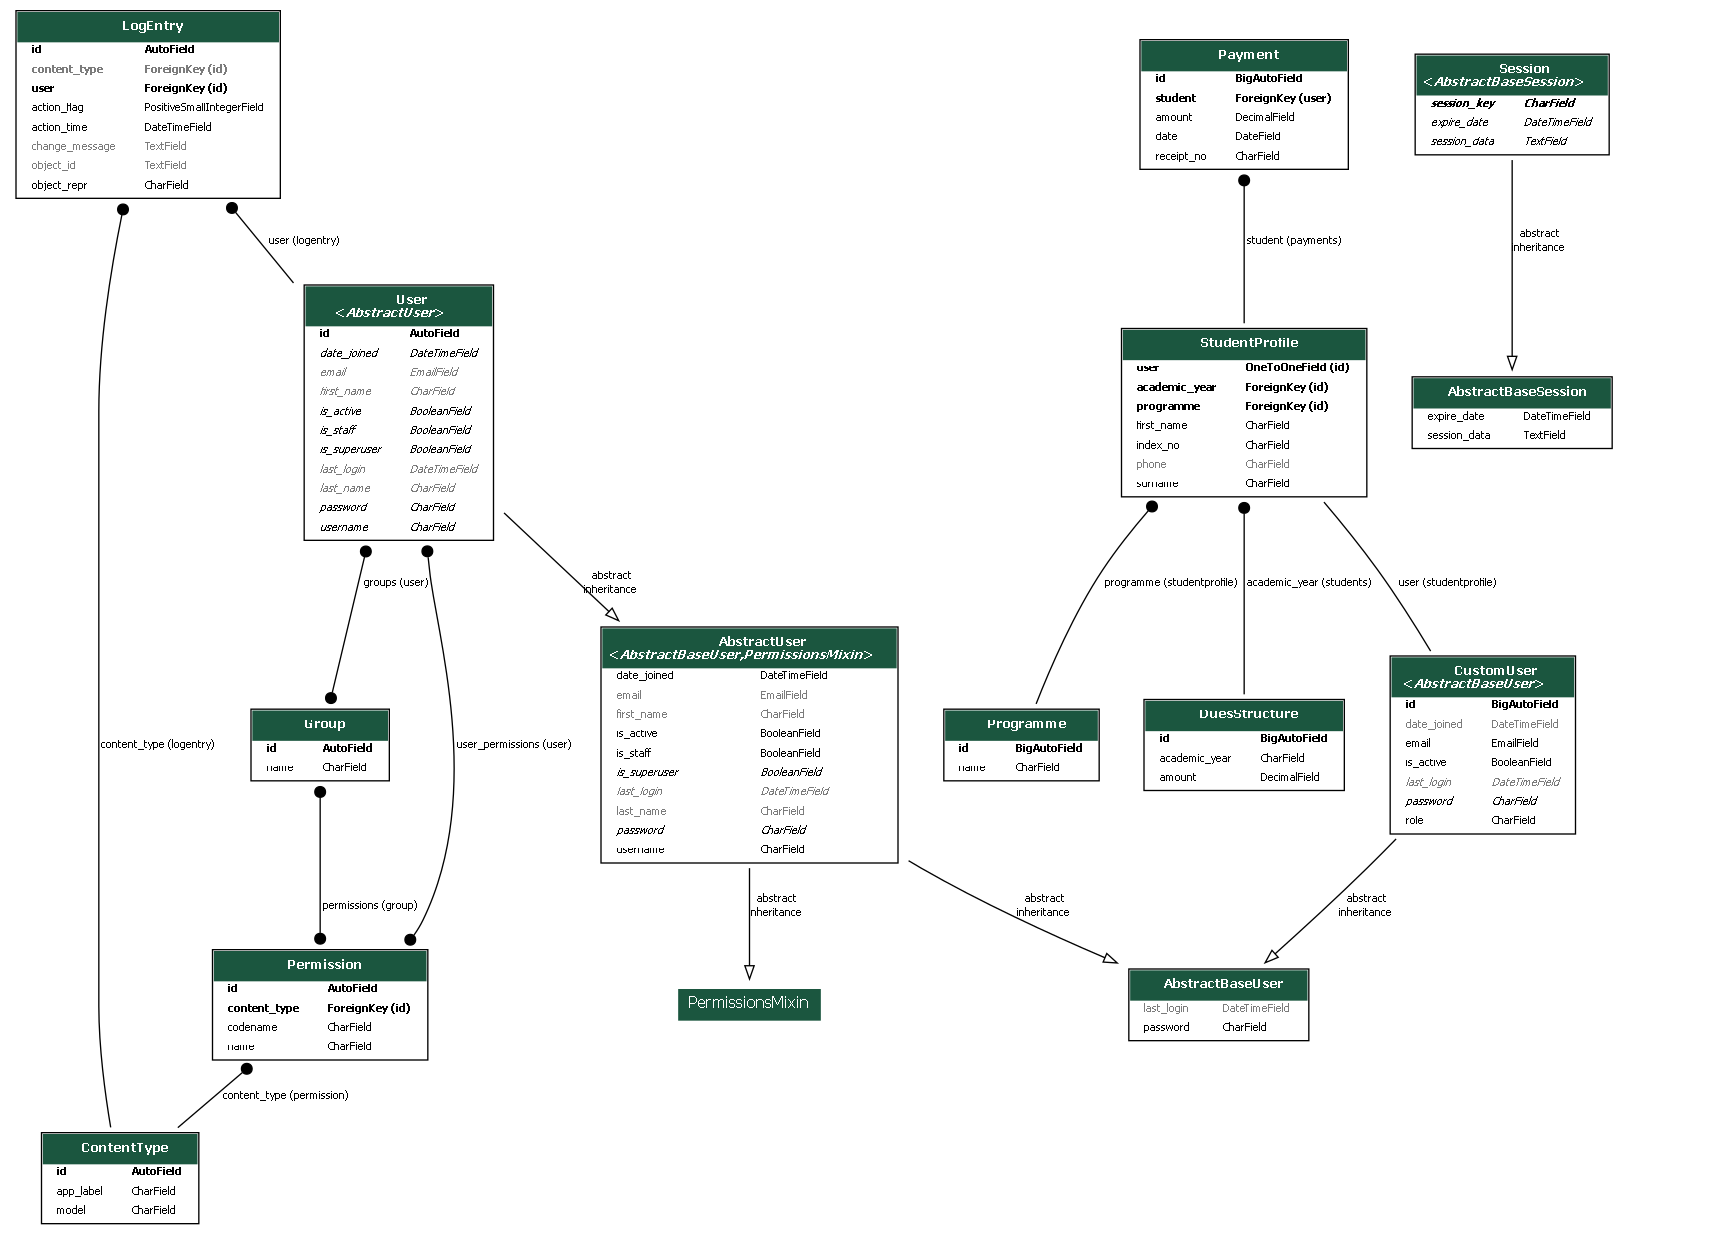 LogEntry
id AutoField
content_type ForeignKey (id)
user ForeignKey (id)
action_flag PositiveSmallIntegerField
action_time DateTimeField
change_message TextField
object_id TextField
object_repr CharField
Payment
id BigAutoField
student ForeignKey (user)
amount DecimalField
date DateField
receipt_no CharField
Session
<AbstractBaseSession>
session_key CharField
expire_date DateTimeField
session_data TextField
user (logentry)
student (payments)
abstract
inheritance
User
<AbstractUser>
id AutoField
date_joined DateTimeField
email EmailField
first_name CharField
is_active BooleanField
is_staff BooleanField
is_superuser BooleanField
last_login DateTimeField
last_name CharField
password CharField
username CharField
StudentProfile
user OneToOneField (id)
academic_year ForeignKey (id)
programme ForeignKey (id)
first_name CharField
index_no CharField
phone CharField
surname CharField
AbstractBaseSession
expire_date DateTimeField
session_data TextField
groups (user)
abstract
inheritance
programme (studentprofile)
academic_year (students)
user (studentprofile)
AbstractUser
<AbstractBaseUser,PermissionsMixin>
date_joined DateTimeField
email EmailField
first_name CharField
is_active BooleanField
is_staff BooleanField
is_superuser BooleanField
last_login DateTimeField
last_name CharField
password CharField
username CharField
Group
id AutoField
name CharField
content_type (logentry)
user_permissions (user)
Programme
id BigAutoField
name CharField
DuesStructure
id BigAutoField
academic_year CharField
amount DecimalField
CustomUser
<AbstractBaseUser>
id BigAutoField
date_joined DateTimeField
email EmailField
is_active BooleanField
last_login DateTimeField
password CharField
role CharField
permissions (group)
abstract
inheritance
abstract
inheritance
abstract
inheritance
Permission
id AutoField
content_type ForeignKey (id)
codename CharField
name CharField
PermissionsMixin
AbstractBaseUser
last_login DateTimeField
password CharField
content_type (permission)
ContentType
id AutoField
app_label CharField
model CharField